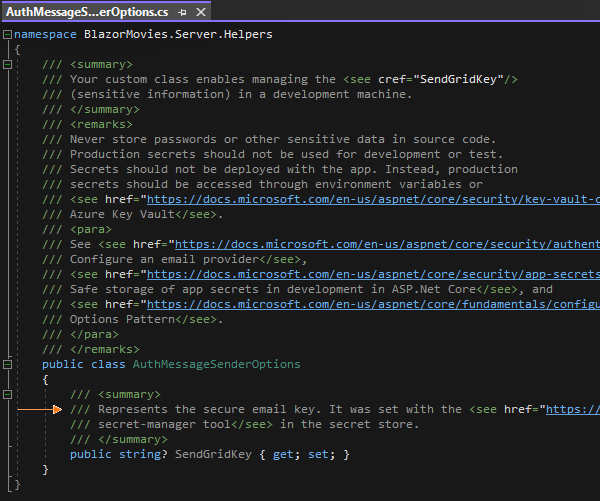 AuthMessageS...erOptions.cs
namespace BlazorMovies.Server.Helpers
{
/// <summary>
/// Your custom class enables managing the <see cref="SendGridKey"/>
/// (sensitive information) in a development machine.
/// </summary>
/// <remarks>
/// Never store passwords or other sensitive data in source code.
/// Production secrets should not be used for development or test.
/// Secrets should not be deployed with the app. Instead, production
/// secrets should be accessed through environment variables or
/// <see href="https://docs.microsoft.com/en-us/aspnet/core/security/key-vault-c
/// Azure Key Vault</see>.
/// <para>
/// See <see href="https://docs.microsoft.com/en-us/aspnet/core/security/authent
/// Configure an email provider</see>,
/// <see href="https://docs.microsoft.com/en-us/aspnet/core/security/app-secrets
/// Safe storage of app secrets in development in ASP.Net Core</see>, and
/// <see href="https://docs.microsoft.com/en-us/aspnet/core/fundamentals/configu
/// Options Pattern</see>.
/// </para>
/// </remarks>
public class AuthMessageSenderOptions
{
/// <summary>
/// Represents the secure email key. It was set with the <see href="https://
/// secret-manager tool</see> in the secret store.
/// </summary>
public string? SendGridKey { get; set; }
}
}